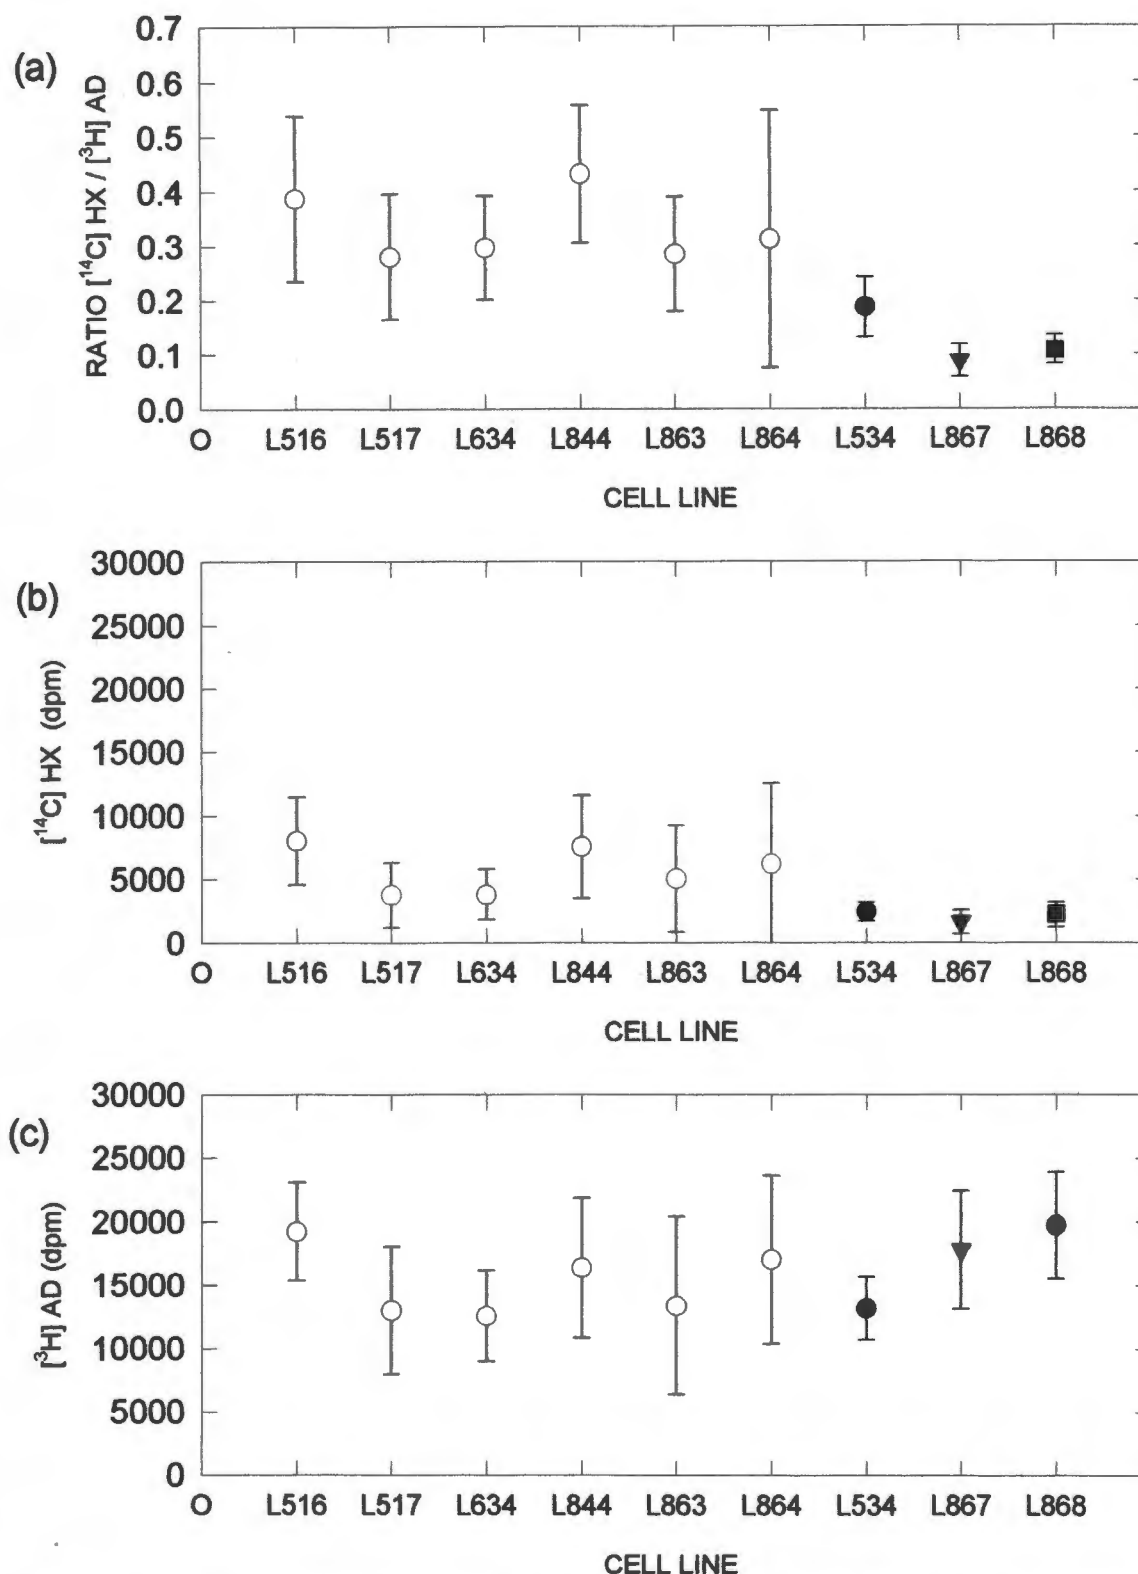 (a)
RATIO [¹⁴C] HX / [³H] AD
0.7
0.6
0.5
0.4
0.3
0.2
0.1
0.0
O L516 L517 L634 L844 L863 L864 L534 L867 L868
CELL LINE
(b)
[¹⁴C] HX (dpm)
30000
25000
20000
15000
10000
5000
0
O L516 L517 L634 L844 L863 L864 L534 L867 L868
CELL LINE
(c)
[³H] AD (dpm)
30000
25000
20000
15000
10000
5000
0
O L516 L517 L634 L844 L863 L864 L534 L867 L868
CELL LINE